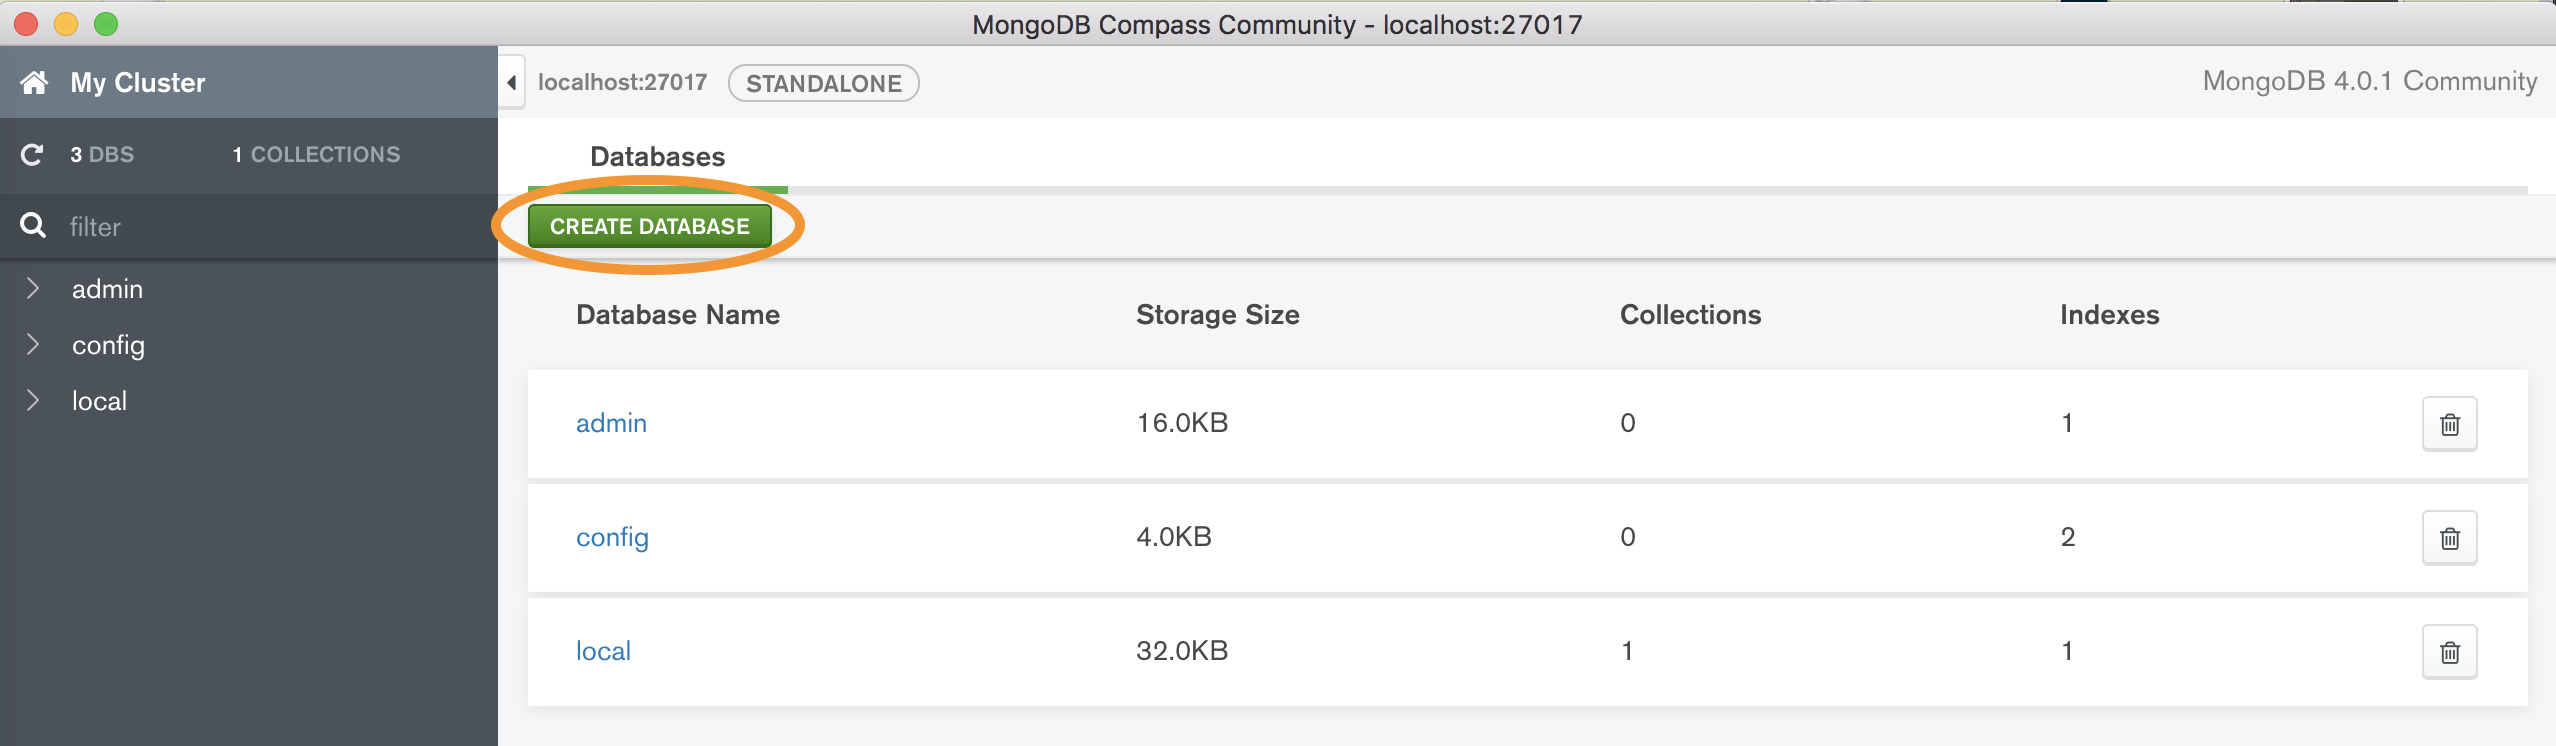 MongoDB Compass Community - localhost:27017
My Cluster
localhost:27017 STANDALONE
MongoDB 4.0.1 Community
3 DBS 1 COLLECTIONS
filter
admin
config
local
Databases
CREATE DATABASE
Database Name Storage Size Collections Indexes
admin 16.0KB 0 1
config 4.0KB 0 2
local 32.0KB 1 1